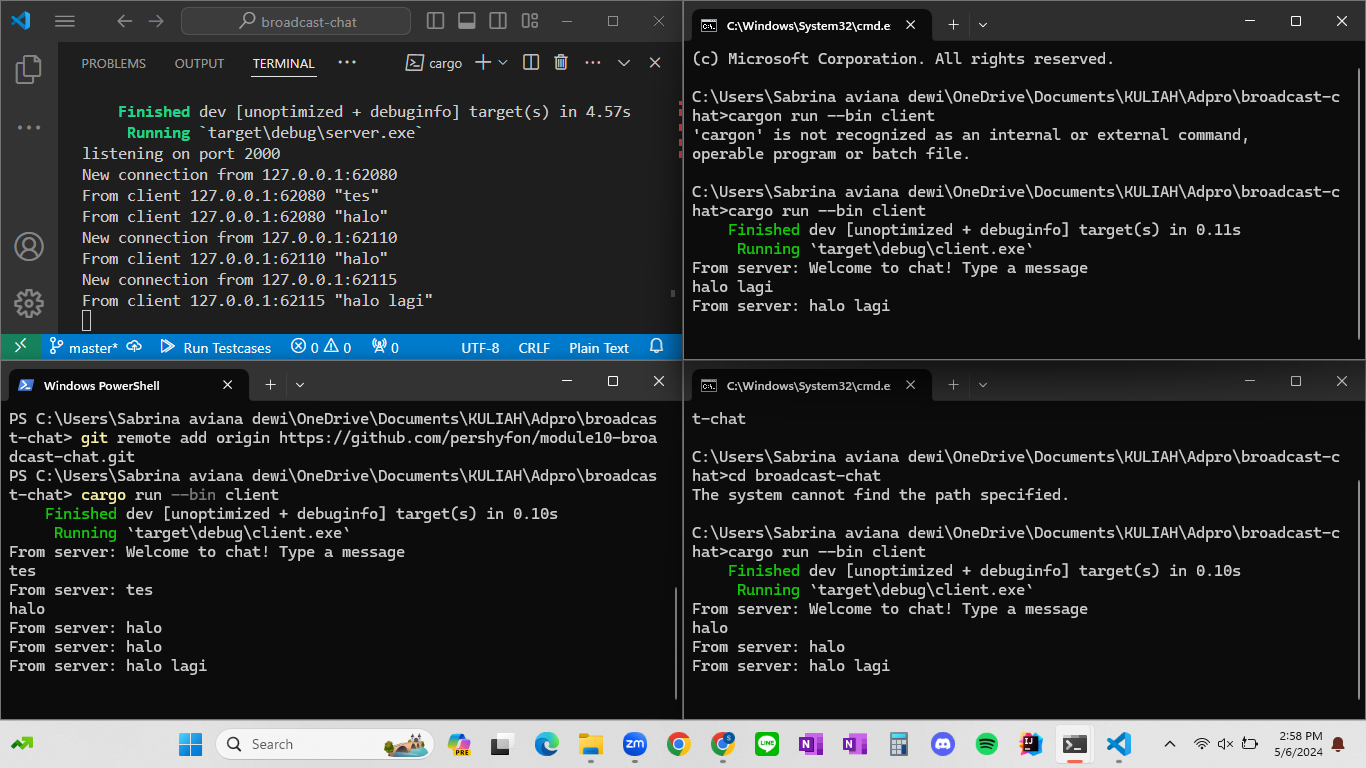 broadcast-chat
PROBLEMS OUTPUT TERMINAL ··· cargo
Finished dev [unoptimized + debuginfo] target(s) in 4.57s
Running `target\debug\server.exe`
listening on port 2000
New connection from 127.0.0.1:62080
From client 127.0.0.1:62080 "tes"
From client 127.0.0.1:62080 "halo"
New connection from 127.0.0.1:62110
From client 127.0.0.1:62110 "halo"
New connection from 127.0.0.1:62115
From client 127.0.0.1:62115 "halo lagi"
master* Run Testcases 0 0 0 UTF-8 CRLF Plain Text
C:\Windows\System32\cmd.e
(c) Microsoft Corporation. All rights reserved.
C:\Users\Sabrina aviana dewi\OneDrive\Documents\KULIAH\Adpro\broadcast-c
hat>cargon run --bin client
'cargon' is not recognized as an internal or external command,
operable program or batch file.
C:\Users\Sabrina aviana dewi\OneDrive\Documents\KULIAH\Adpro\broadcast-c
hat>cargo run --bin client
Finished dev [unoptimized + debuginfo] target(s) in 0.11s
Running `target\debug\client.exe`
From server: Welcome to chat! Type a message
halo lagi
From server: halo lagi
Windows PowerShell
PS C:\Users\Sabrina aviana dewi\OneDrive\Documents\KULIAH\Adpro\broadcas
t-chat> git remote add origin https://github.com/pershyfon/module10-broa
dcast-chat.git
PS C:\Users\Sabrina aviana dewi\OneDrive\Documents\KULIAH\Adpro\broadcas
t-chat> cargo run --bin client
Finished dev [unoptimized + debuginfo] target(s) in 0.10s
Running `target\debug\client.exe`
From server: Welcome to chat! Type a message
tes
From server: tes
halo
From server: halo
From server: halo
From server: halo lagi
C:\Windows\System32\cmd.e
t-chat
C:\Users\Sabrina aviana dewi\OneDrive\Documents\KULIAH\Adpro\broadcast-c
hat>cd broadcast-chat
The system cannot find the path specified.
C:\Users\Sabrina aviana dewi\OneDrive\Documents\KULIAH\Adpro\broadcast-c
hat>cargo run --bin client
Finished dev [unoptimized + debuginfo] target(s) in 0.10s
Running `target\debug\client.exe`
From server: Welcome to chat! Type a message
halo
From server: halo
From server: halo lagi
Search PRE zm LINE N N IJ 2:58 PM
5/6/2024